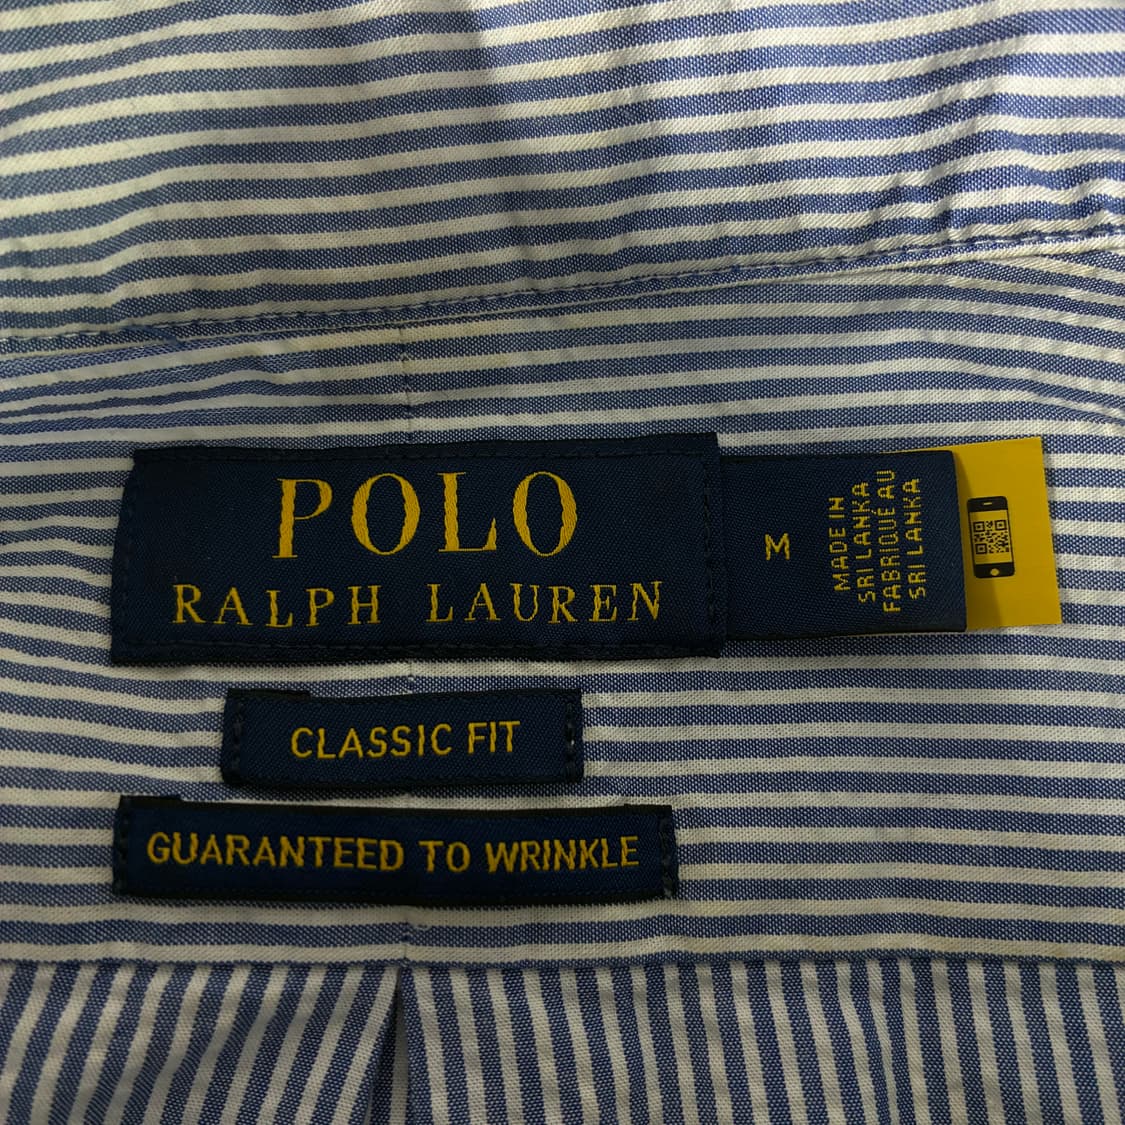 POLO
RALPH LAUREN
M
MADE IN
SRI LANKA
FABRIQUÉ AU
SRI LANKA
CLASSIC FIT
GUARANTEED TO WRINKLE